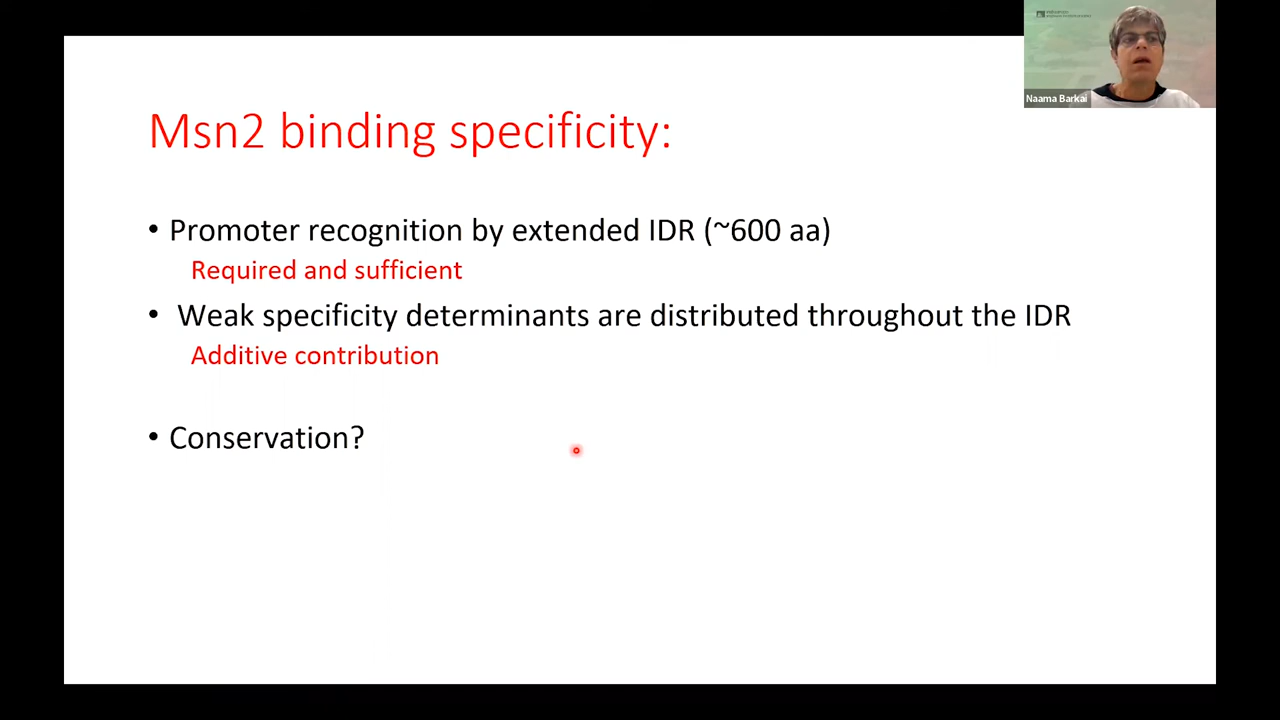 Msn2 binding specificity:
• Promoter recognition by extended IDR (~600 aa)
Required and sufficient
• Weak specificity determinants are distributed throughout the IDR
Additive contribution
• Conservation?
Naama Barkai